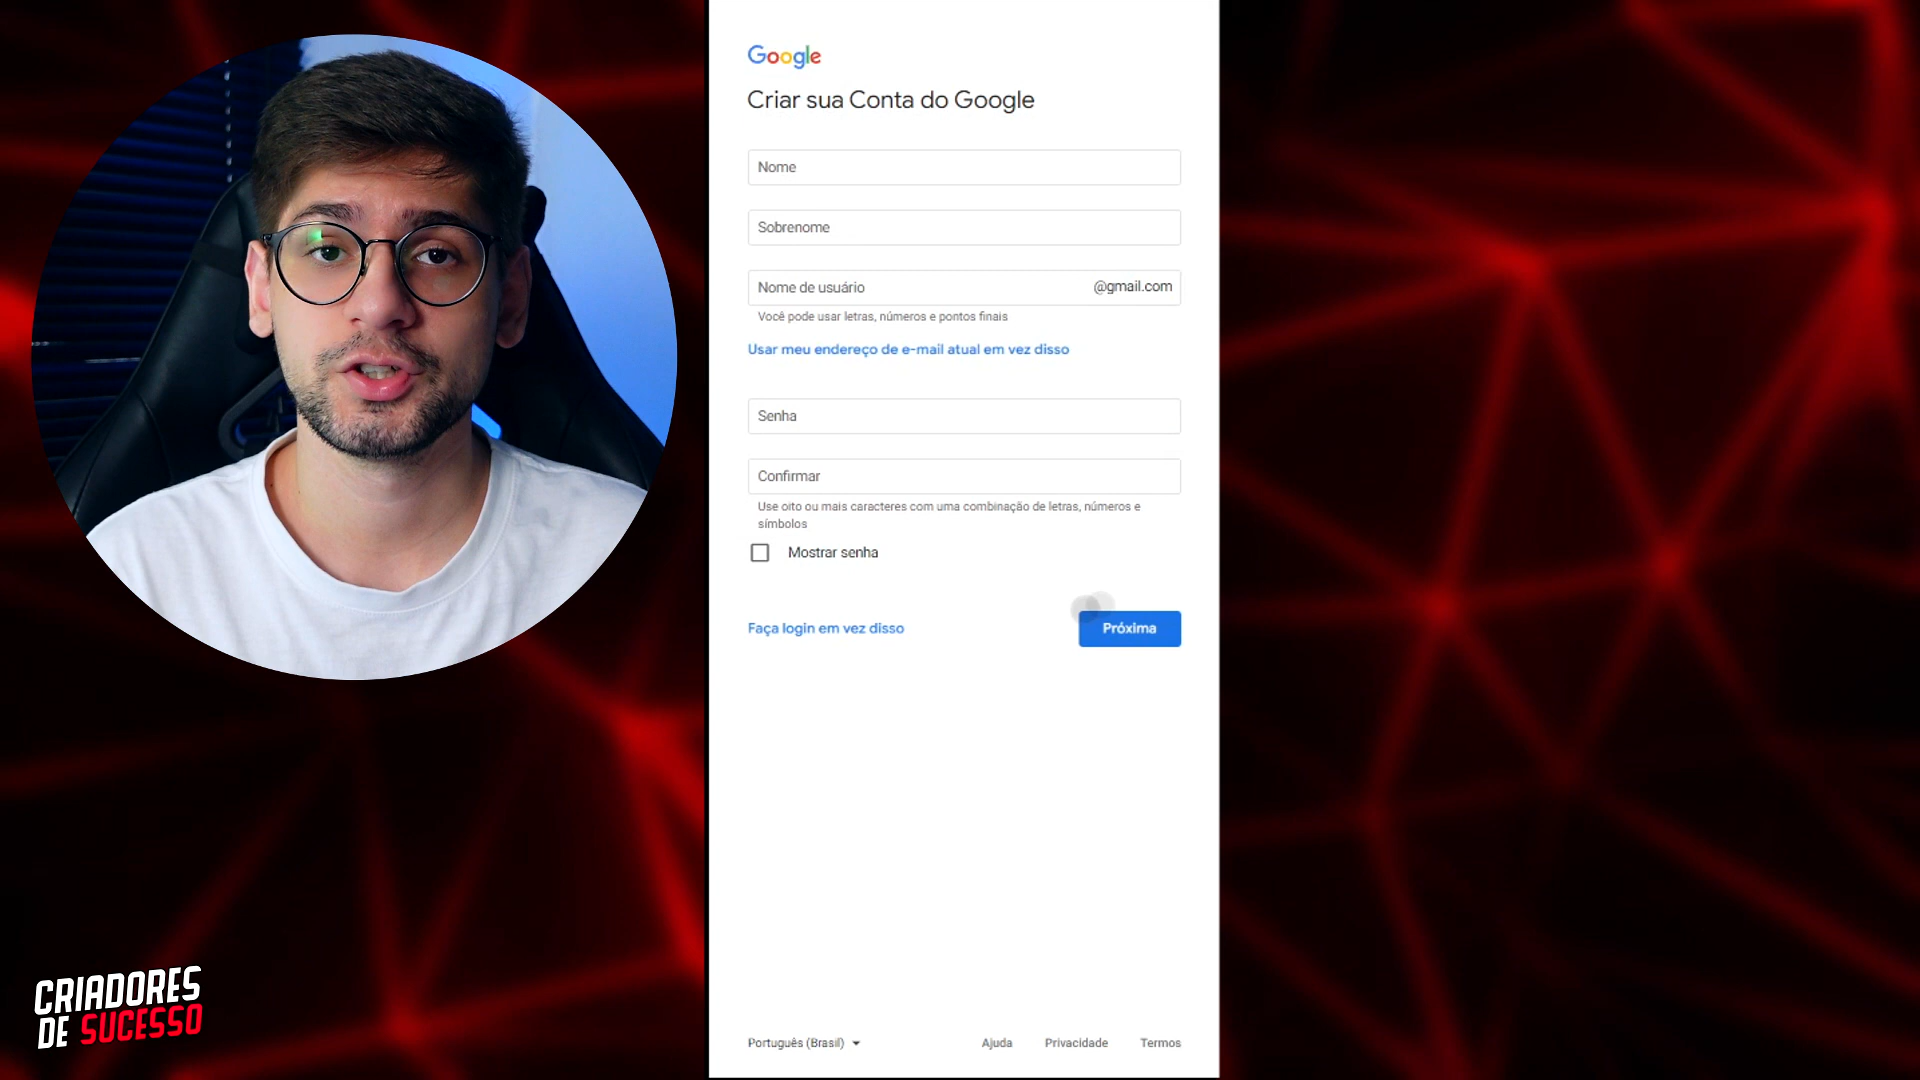 Google
Criar sua Conta do Google
Nome
Sobrenome
Nome de usuário
@gmail.com
Você pode usar letras, números e pontos finais
Usar meu endereço de e-mail atual em vez disso
Senha
Confirmar
Use oito ou mais caracteres com uma combinação de letras, números e
símbolos
Mostrar senha
Faça login em vez disso
Próxima
Português (Brasil)
Ajuda
Privacidade
Termos
CRIADORES
DE SUCESSO